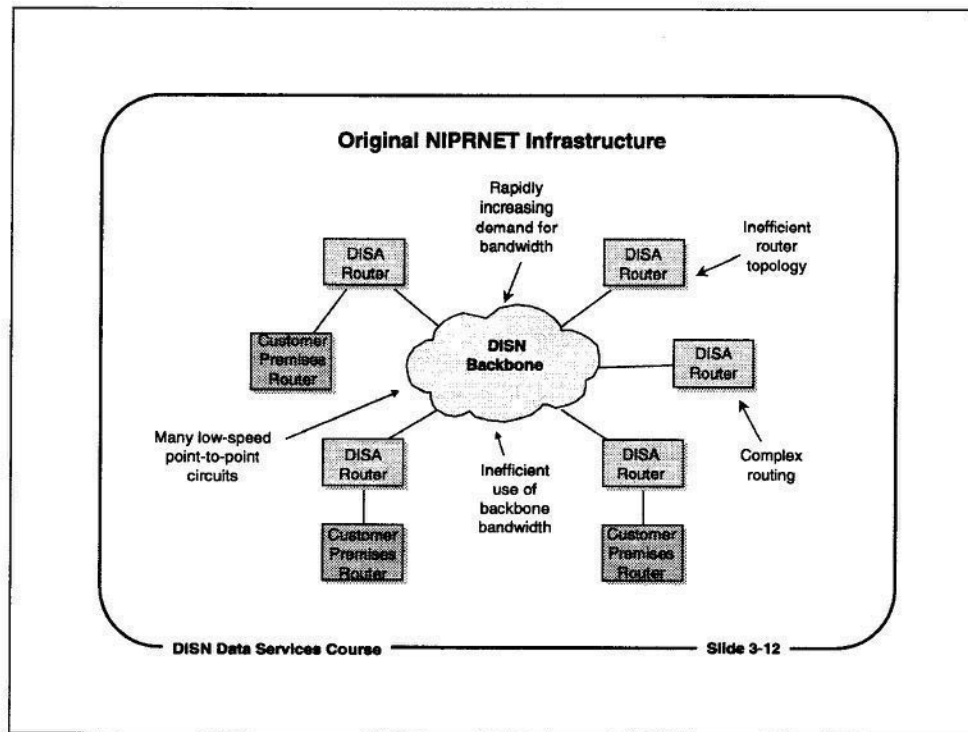 Original NIPRNET Infrastructure
Rapidly
increasing
demand for
bandwidth
Inefficient
router
topology
DISA
Router
DISA
Router
Customer
Premises
Router
DISN
Backbone
DISA
Router
Many low-speed
point-to-point
circuits
DISA
Router
Inefficient
use of
backbone
bandwidth
DISA
Router
Complex
routing
Customer
Premises
Router
Customer
Premises
Router
DISN Data Services Course
Slide 3-12